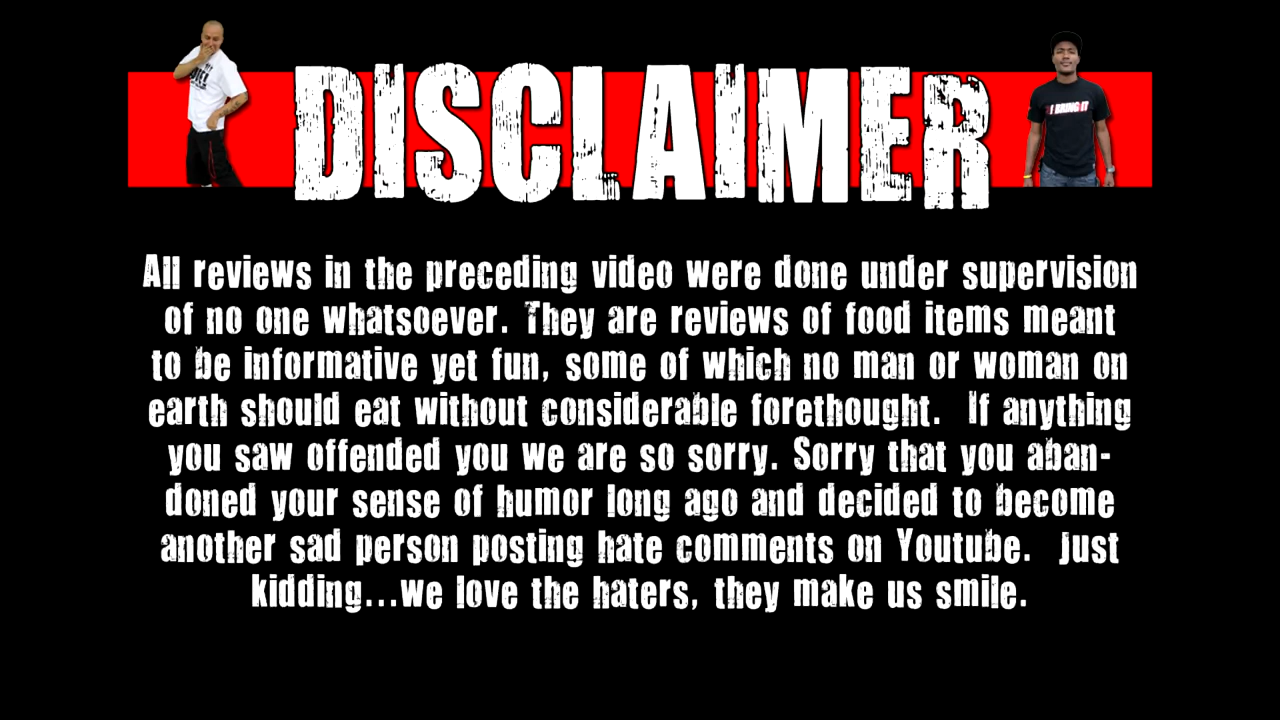 DISCLAIMER
I BRING IT
All reviews in the preceding video were done under supervision
of no one whatsoever. They are reviews of food items meant
to be informative yet fun, some of which no man or woman on
earth should eat without considerable forethought. If anything
you saw offended you we are so sorry. Sorry that you aban-
doned your sense of humor long ago and decided to become
another sad person posting hate comments on Youtube. Just
kidding...we love the haters, they make us smile.